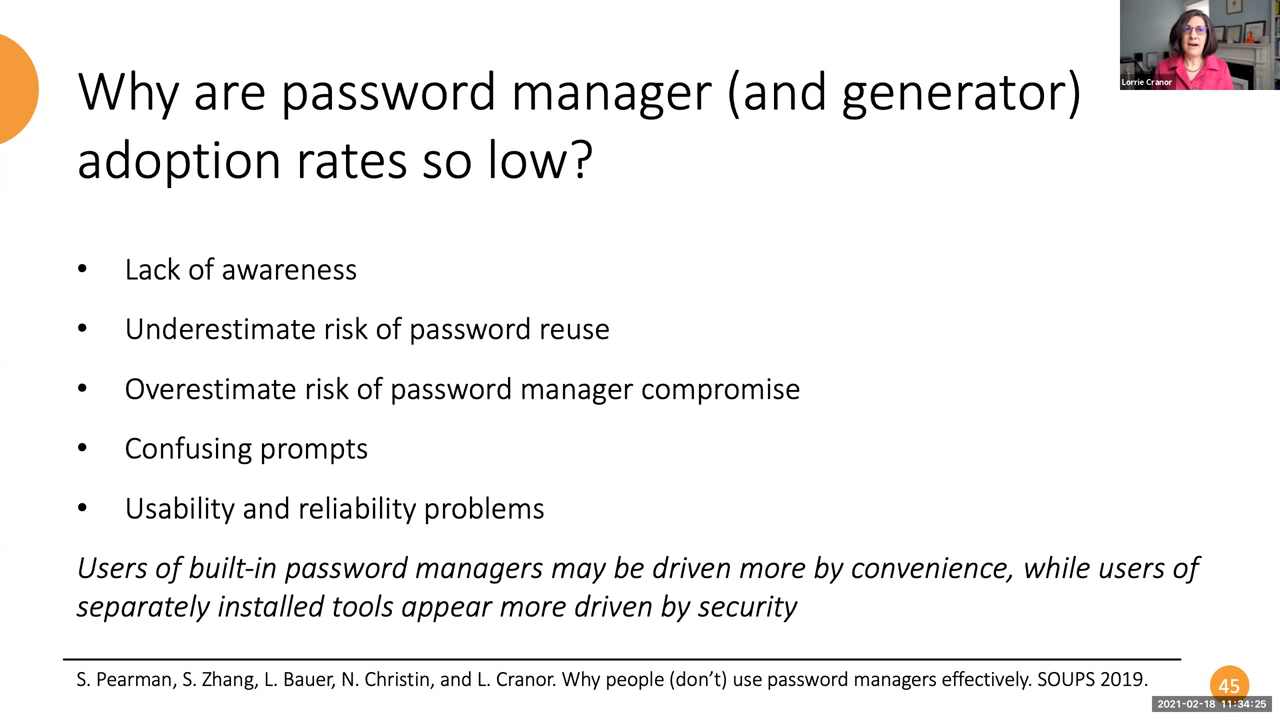 Why are password manager (and generator)
adoption rates so low?
Lorrie Cranor
• Lack of awareness
• Underestimate risk of password reuse
• Overestimate risk of password manager compromise
• Confusing prompts
• Usability and reliability problems
Users of built-in password managers may be driven more by convenience, while users of
separately installed tools appear more driven by security
S. Pearman, S. Zhang, L. Bauer, N. Christin, and L. Cranor. Why people (don’t) use password managers effectively. SOUPS 2019.
45
2021-02-18 11:34:25